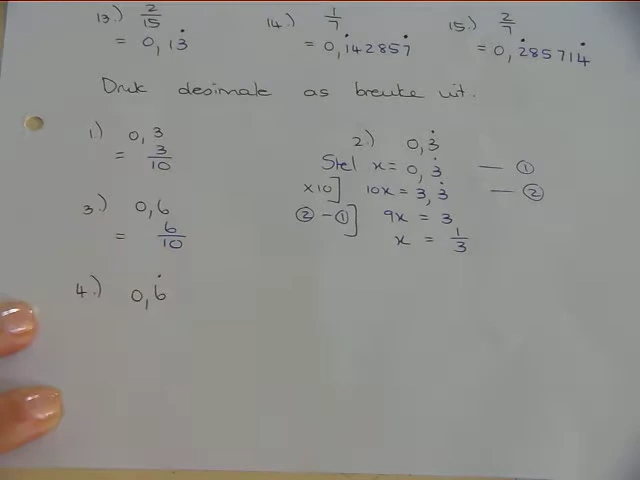 13.) 2/15
= 0,13̇
14.) 1/7
= 0,1̇42857̇
15.) 2/7
= 0,2̇85714̇
Druk desimale as breuke uit.
1) 0,3
= 3/10
2.) 0,3̇
Stel x = 0,3̇ — ①
×10] 10x = 3,3̇ — ②
② - ①] 9x = 3
x = 1/3
3.) 0,6
= 6/10
4.) 0,6̇